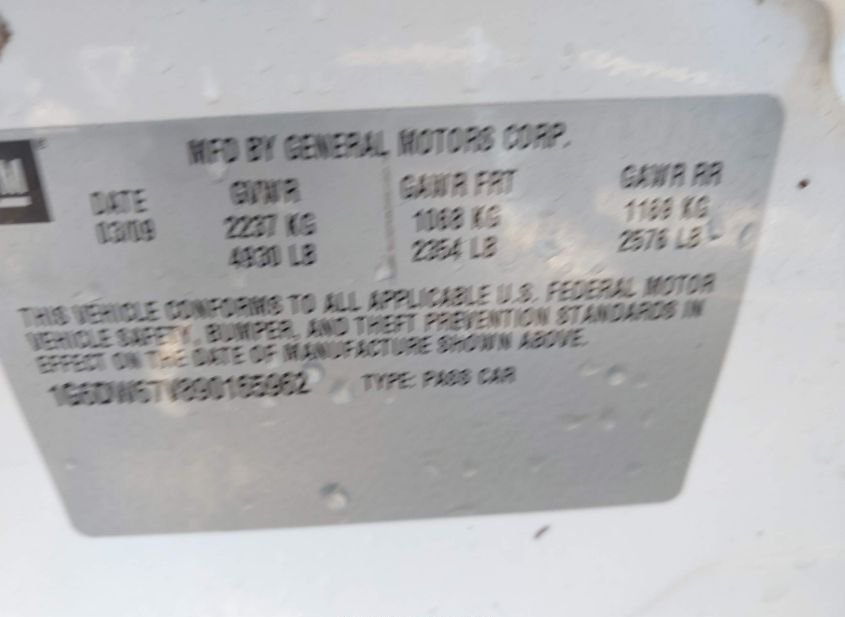 M ®
MFD BY GENERAL MOTORS CORP.
DATE GVWR GAWR FRT GAWR RR
03/09 2237 KG 1068 KG 1169 KG
4930 LB 2354 LB 2576 LB
THIS VEHICLE CONFORMS TO ALL APPLICABLE U.S. FEDERAL MOTOR
VEHICLE SAFETY, BUMPER, AND THEFT PREVENTION STANDARDS IN
EFFECT ON THE DATE OF MANUFACTURE SHOWN ABOVE.
1G6DW67V890165962 TYPE: PASS CAR